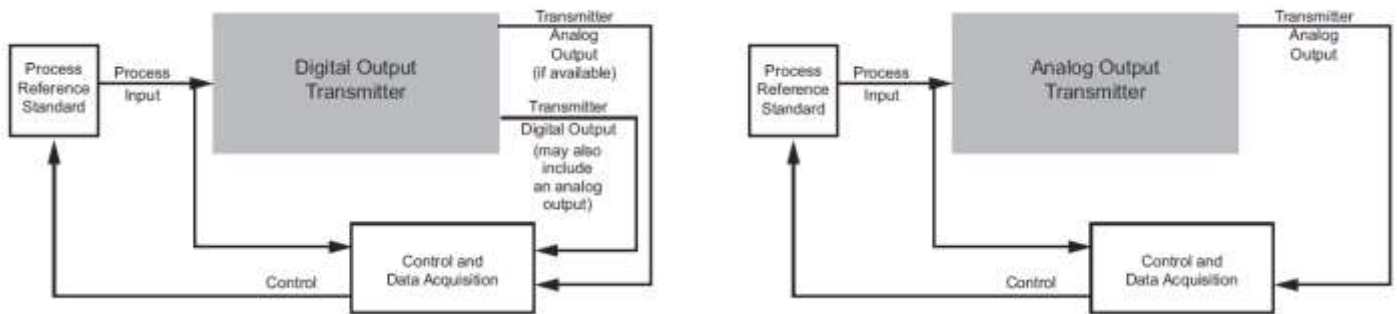 Process
Reference
Standard
Process
Input
Digital Output
Transmitter
Transmitter
Analog
Output
(if available)
Transmitter
Digital Output
(may also
include
an analog
output)
Control and
Data Acquisition
Control
Process
Reference
Standard
Process
Input
Analog Output
Transmitter
Transmitter
Analog
Output
Control and
Data Acquisition
Control